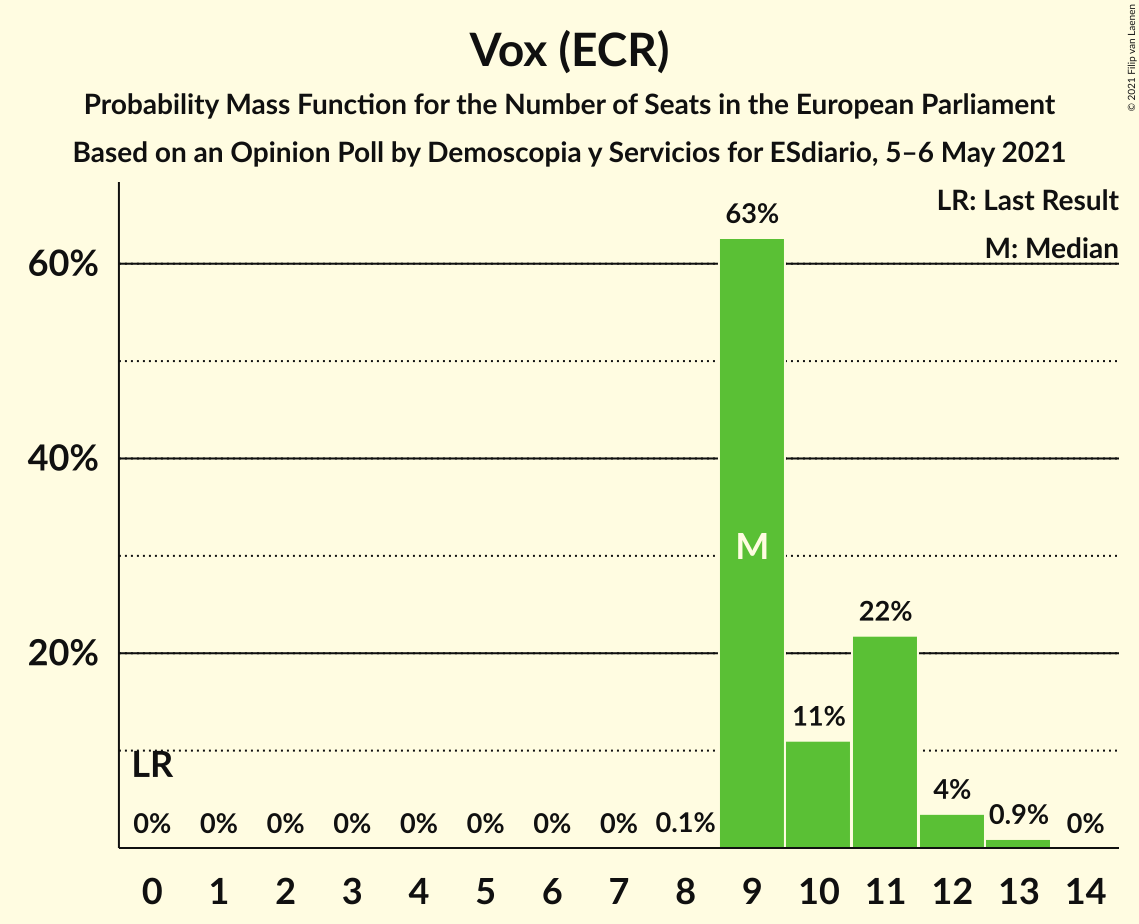 Vox (ECR)
Probability Mass Function for the Number of Seats in the European Parliament
Based on an Opinion Poll by Demoscopia y Servicios for ESdiario, 5–6 May 2021
© 2021 Filip van Laenen
LR: Last Result
M: Median
60%
40%
20%
63%
M
22%
11%
LR
4%
0% 0% 0% 0% 0% 0% 0% 0% 0.1% 0.9% 0%
0 1 2 3 4 5 6 7 8 9 10 11 12 13 14